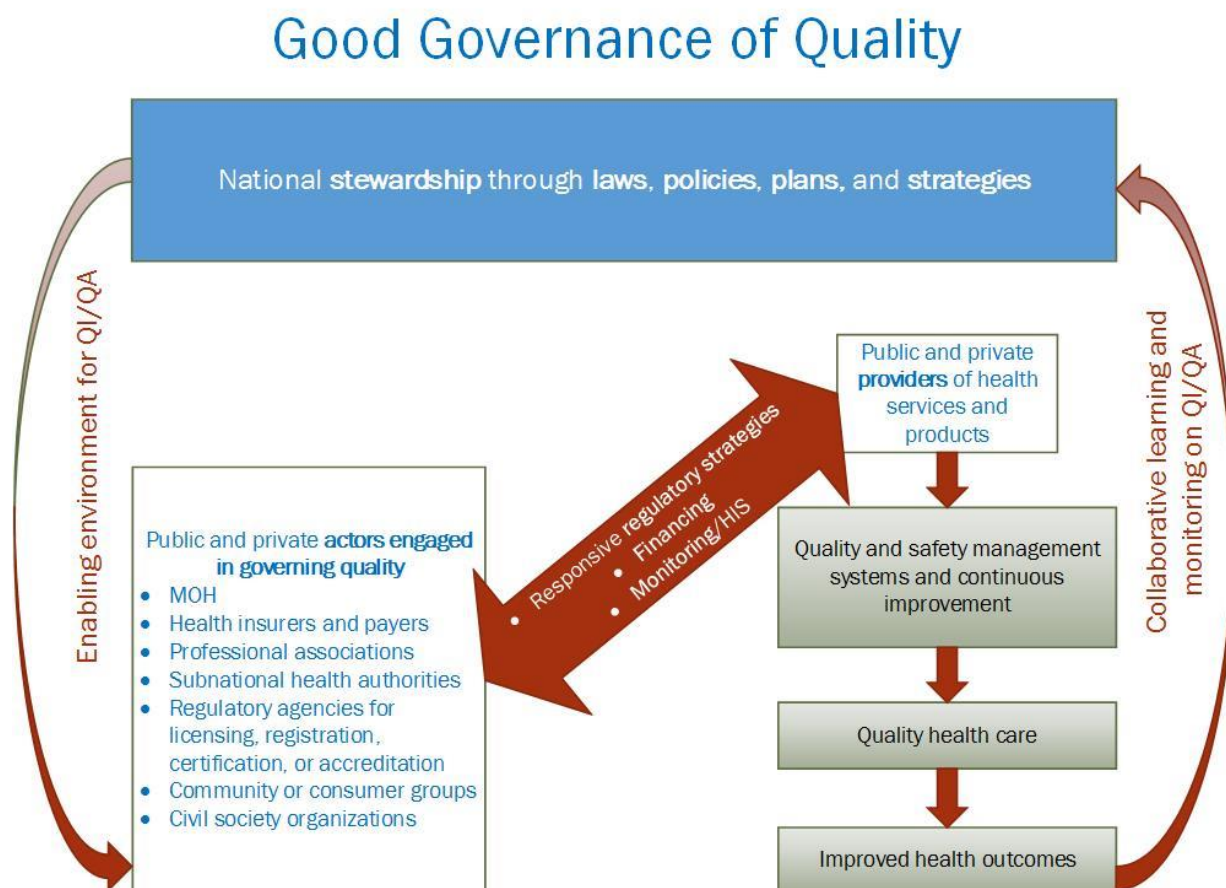 Good Governance of Quality
National stewardship through laws, policies, plans, and strategies
Enabling environment for QI/QA
Public and private actors engaged
in governing quality
• MOH
• Health insurers and payers
• Professional associations
• Subnational health authorities
• Regulatory agencies for
licensing, registration,
certification, or accreditation
• Community or consumer groups
• Civil society organizations
• Responsive regulatory strategies
• Financing
• Monitoring/HIS
Public and private
providers of health
services and
products
Quality and safety management
systems and continuous
improvement
Quality health care
Improved health outcomes
Collaborative learning and
monitoring on QI/QA